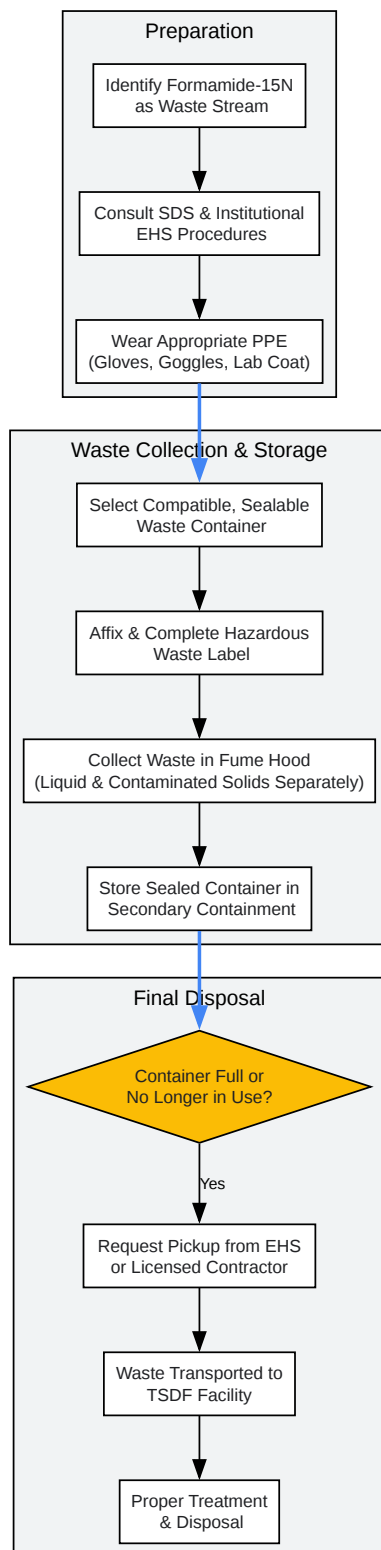 Preparation
Identify Formamide-15N
as Waste Stream
Consult SDS & Institutional
EHS Procedures
Wear Appropriate PPE
(Gloves, Goggles, Lab Coat)
Waste Collection & Storage
Select Compatible, Sealable
Waste Container
Affix & Complete Hazardous
Waste Label
Collect Waste in Fume Hood
(Liquid & Contaminated Solids Separately)
Store Sealed Container in
Secondary Containment
Final Disposal
Container Full or
No Longer in Use?
Yes
Request Pickup from EHS
or Licensed Contractor
Waste Transported to
TSDF Facility
Proper Treatment
& Disposal